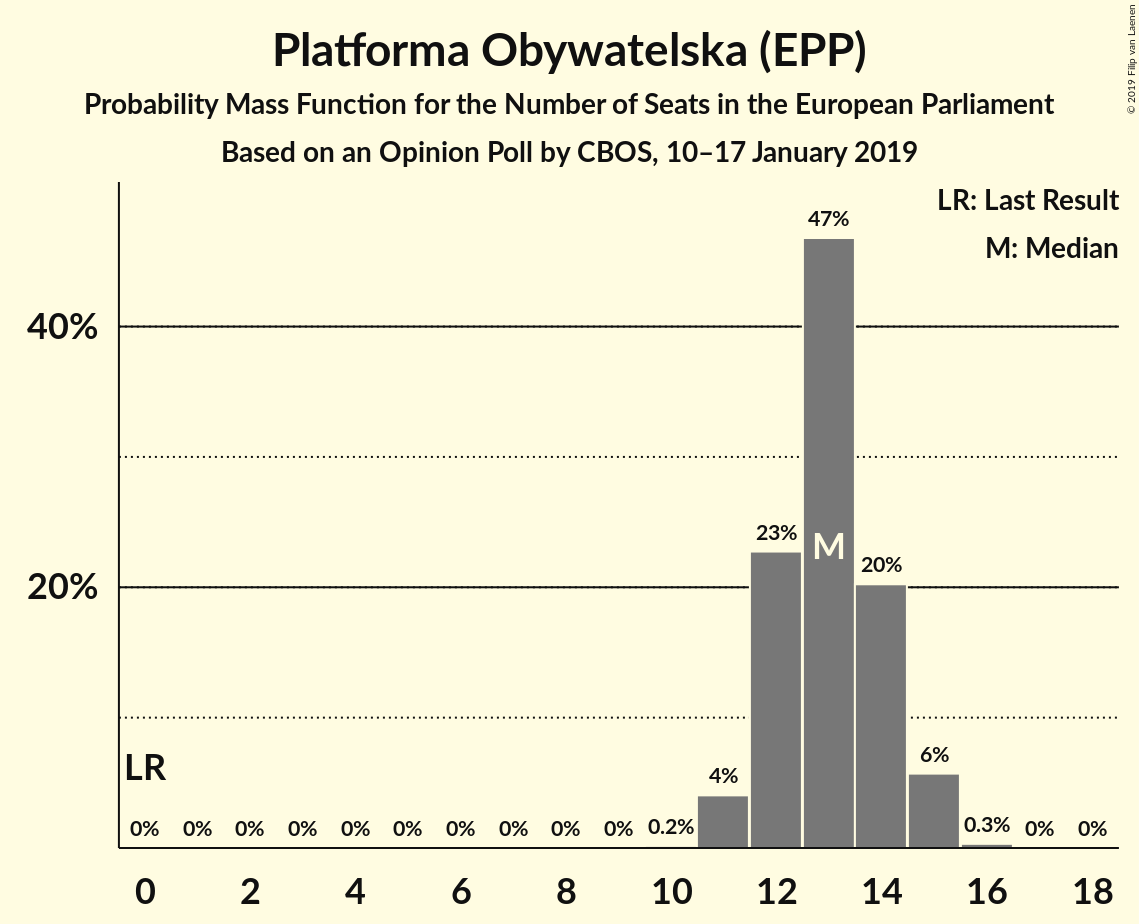 Platforma Obywatelska (EPP)
Probability Mass Function for the Number of Seats in the European Parliament
Based on an Opinion Poll by CBOS, 10–17 January 2019
© 2019 Filip van Laenen
LR: Last Result
M: Median
40%
20%
47%
23%
M
20%
LR
4%
6%
0% 0% 0% 0% 0% 0% 0% 0% 0% 0% 0.2% 0.3% 0% 0%
0 2 4 6 8 10 12 14 16 18